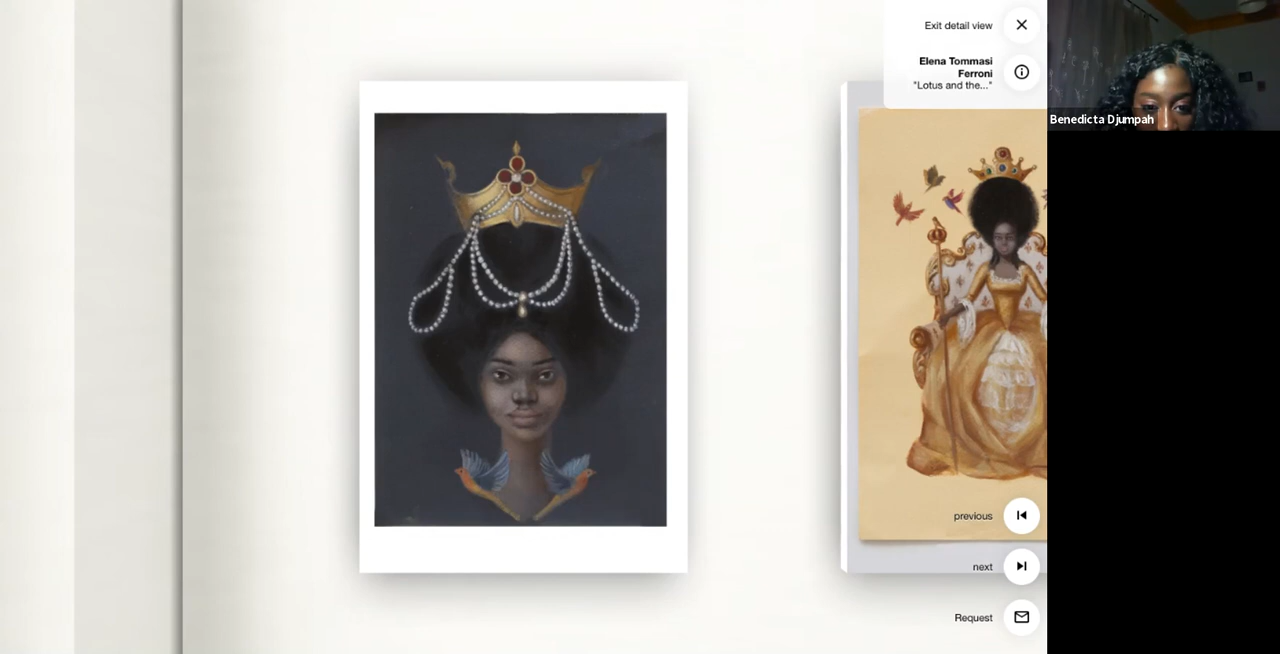 Exit detail view
Elena Tommasi
Ferroni
"Lotus and the..."
Benedicta Djumpah
previous
next
Request